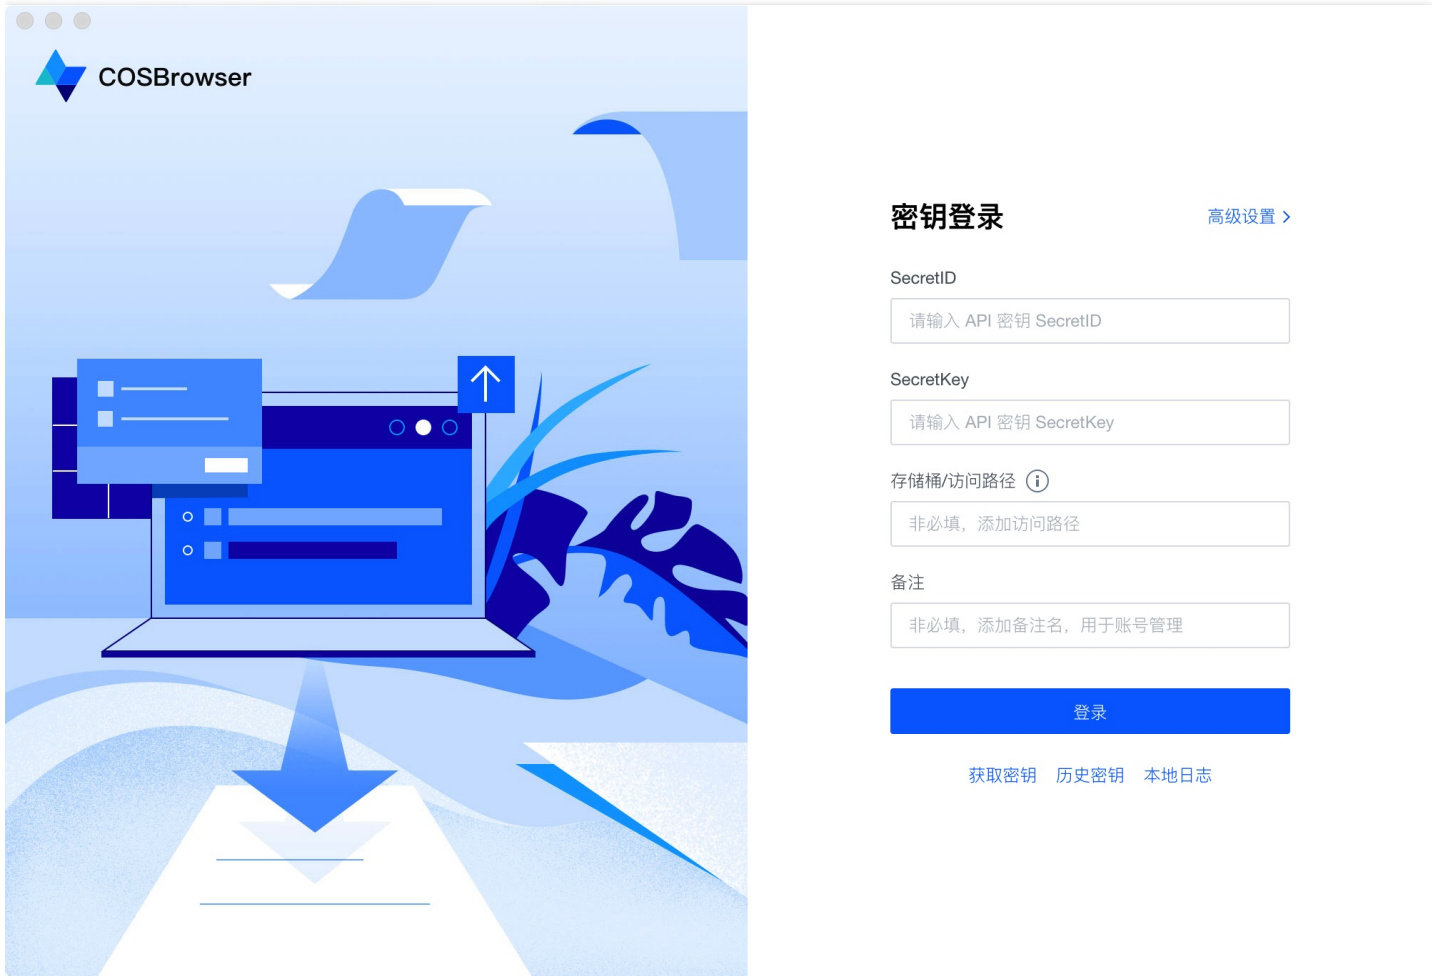 COSBrowser
密钥登录
高级设置
SecretID
请输入 API 密钥 SecretID
SecretKey
请输入 API 密钥 SecretKey
存储桶/访问路径
非必填，添加访问路径
备注
非必填，添加备注名，用于账号管理
登录
获取密钥 历史密钥 本地日志